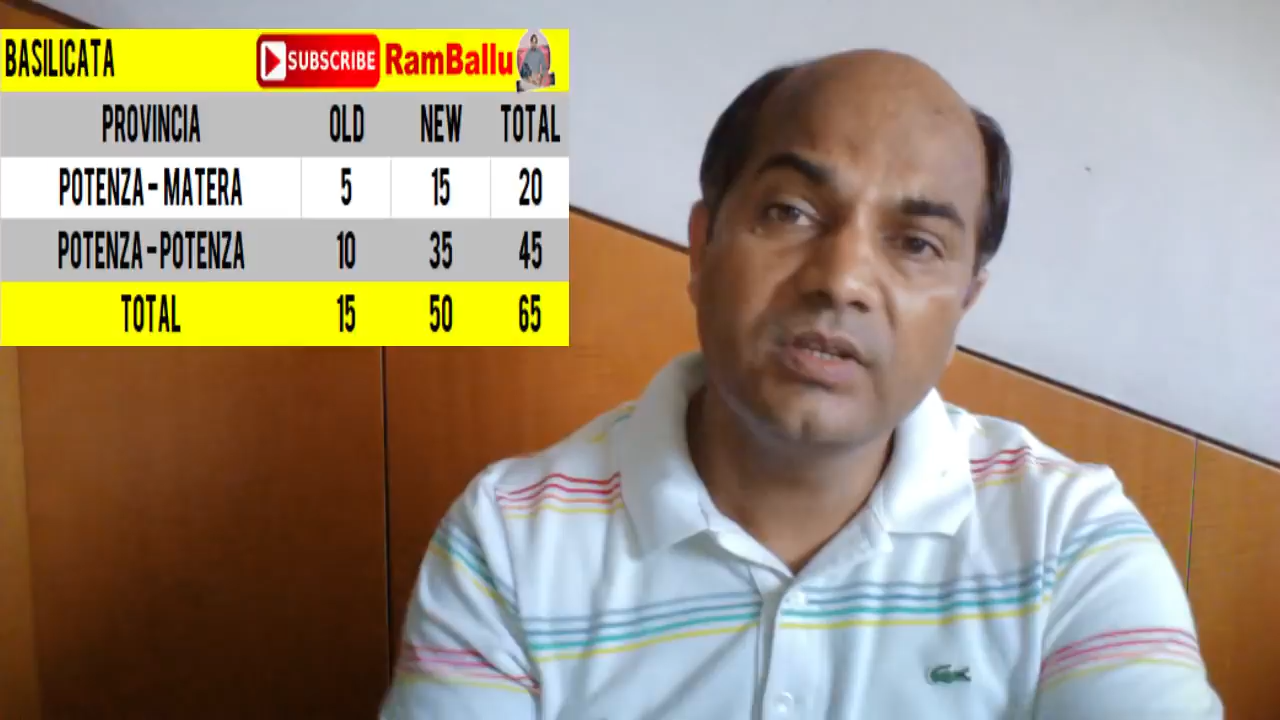 BASILICATA SUBSCRIBE RamBallu
PROVINCIA OLD NEW TOTAL
POTENZA - MATERA 5 15 20
POTENZA - POTENZA 10 35 45
TOTAL 15 50 65